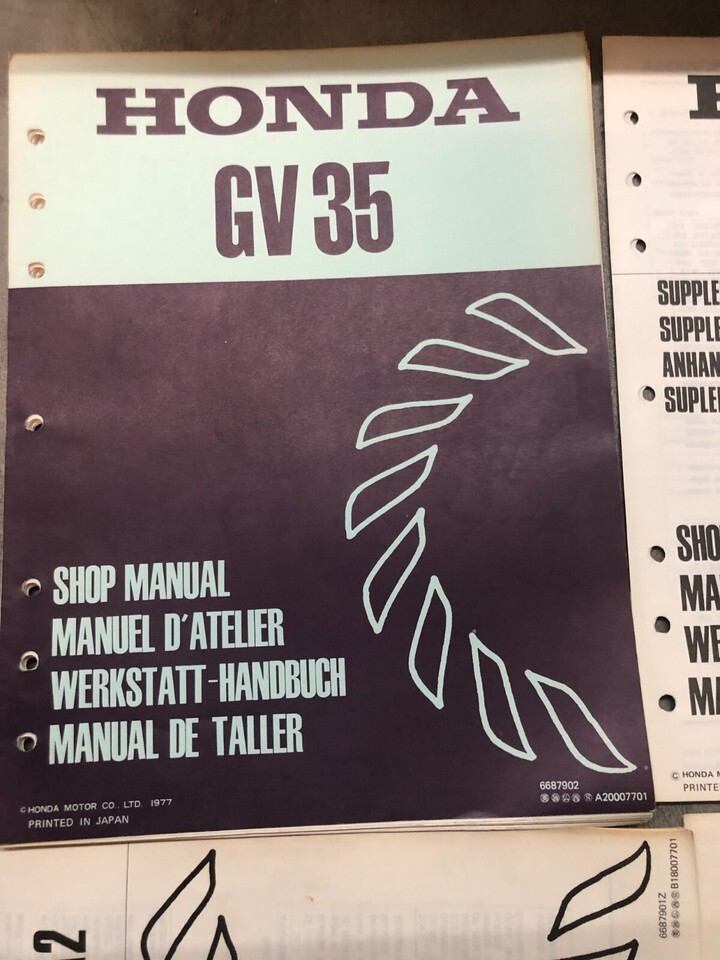 HONDA
GV 35
SHOP MANUAL
MANUEL D'ATELIER
WERKSTATT-HANDBUCH
MANUAL DE TALLER
© HONDA MOTOR CO., LTD. 1977
PRINTED IN JAPAN
6687902
A20007701
SUPPLE
SUPPLE
ANHAN
SUPLE
SHO
MA
WE
MA
© HONDA M
PRINTE
6687901Z
B18007701